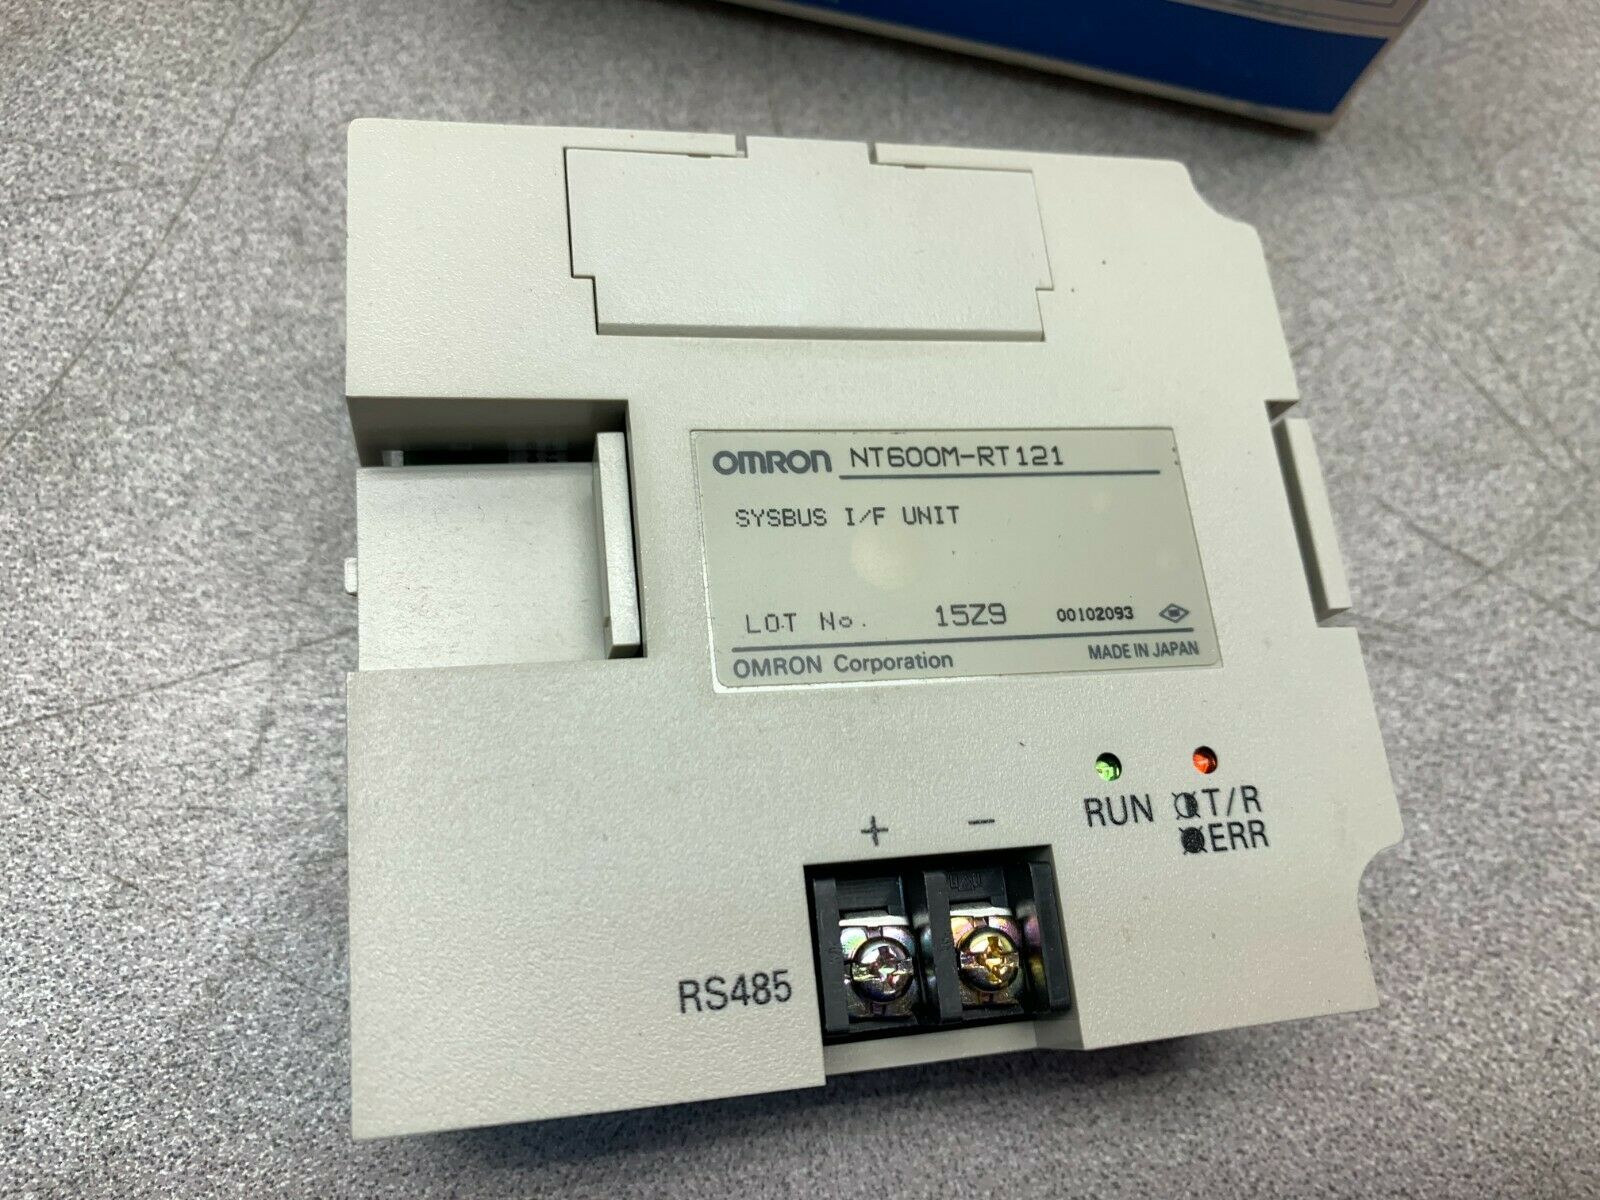 OMRON NT600M-RT121
SYSBUS I/F UNIT
LOT No. 15Z9 00102093
OMRON Corporation MADE IN JAPAN
RUN T/R
ERR
+ −
RS485